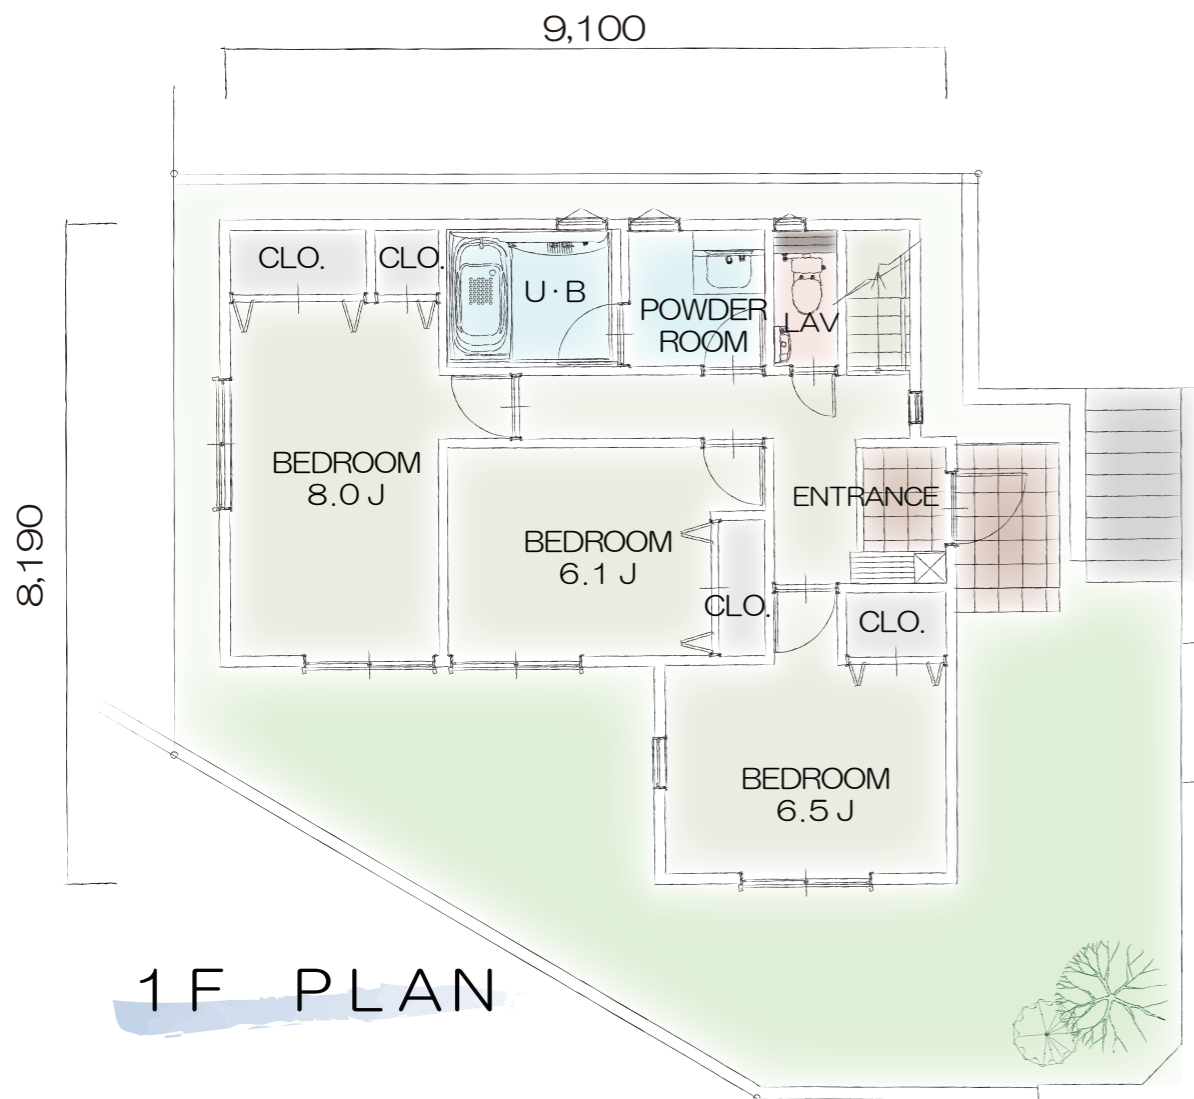 9,100
CLO.
CLO.
U・B
POWDER
ROOM
LAV
BEDROOM
8.0 J
ENTRANCE
8,190
BEDROOM
6.1 J
CLO.
CLO.
BEDROOM
6.5 J
1F PLAN